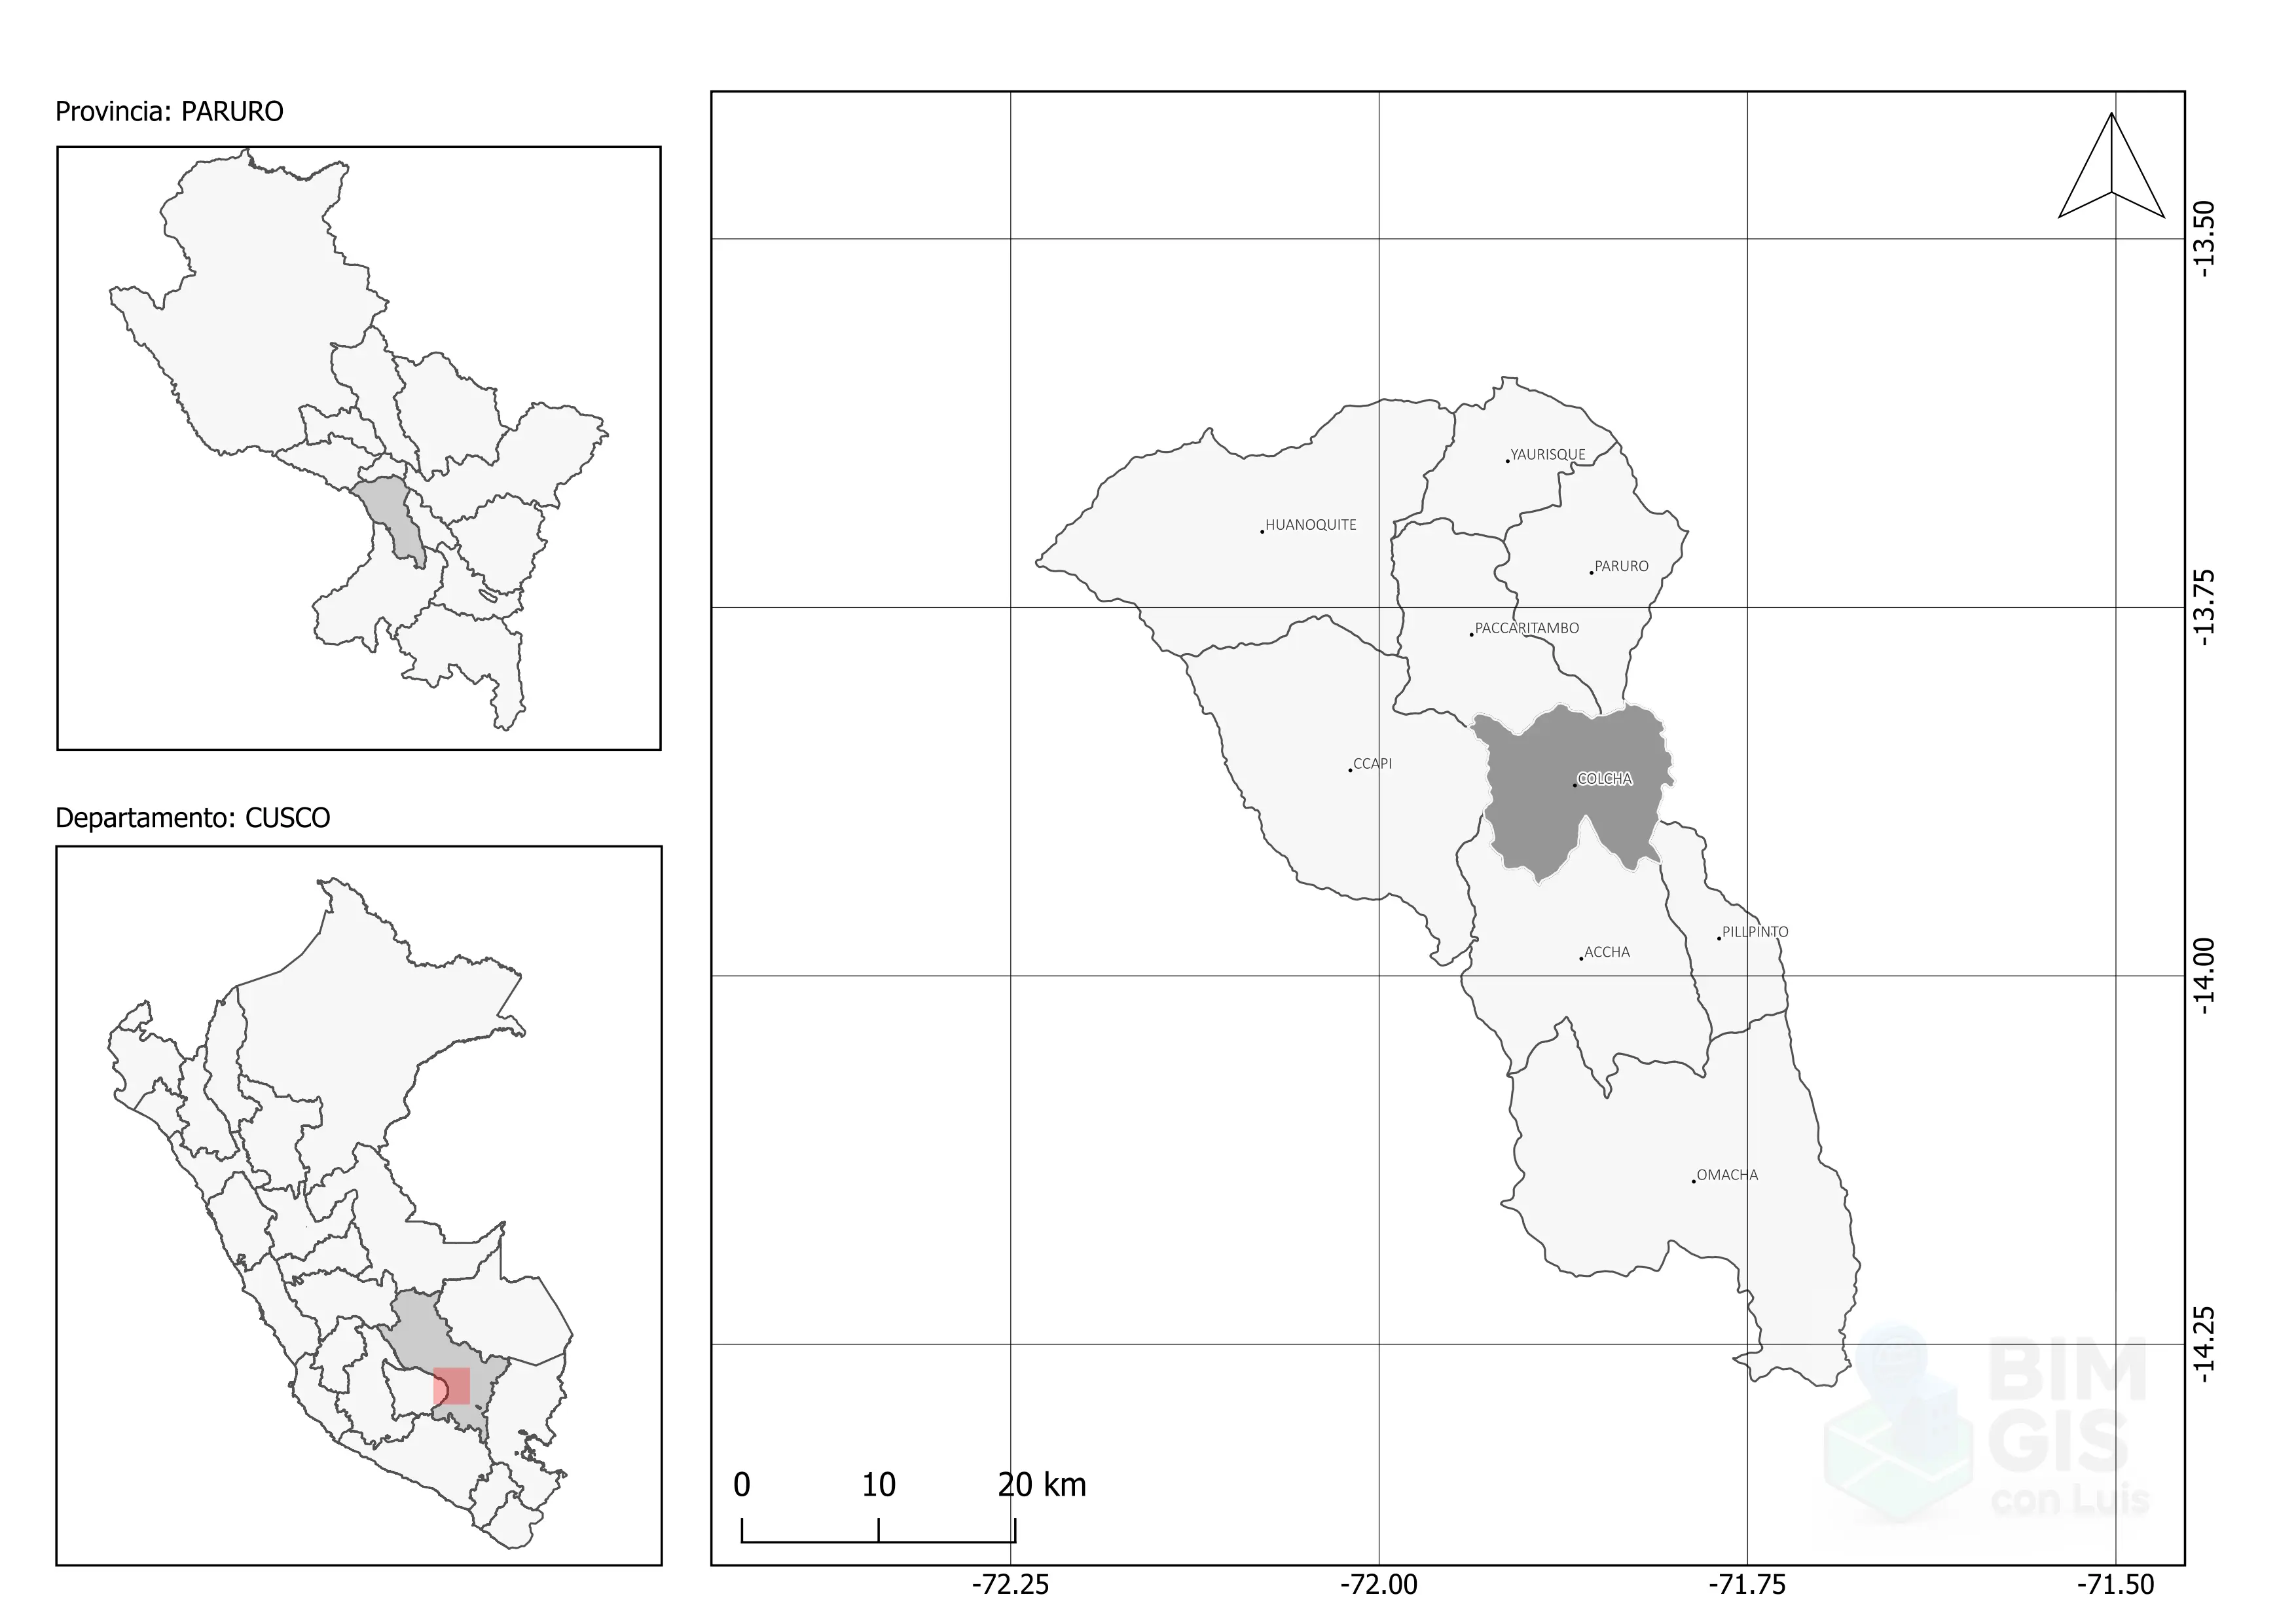 Provincia: PARURO
Departamento: CUSCO
YAURISQUE
HUANOQUITE
PARURO
PACCARITAMBO
CCAPI
COLCHA
PILLPINTO
ACCHA
OMACHA
-13.50
-13.75
-14.00
-14.25
0 10 20 km
-72.25 -72.00 -71.75 -71.50
BIM
GIS
con Luis